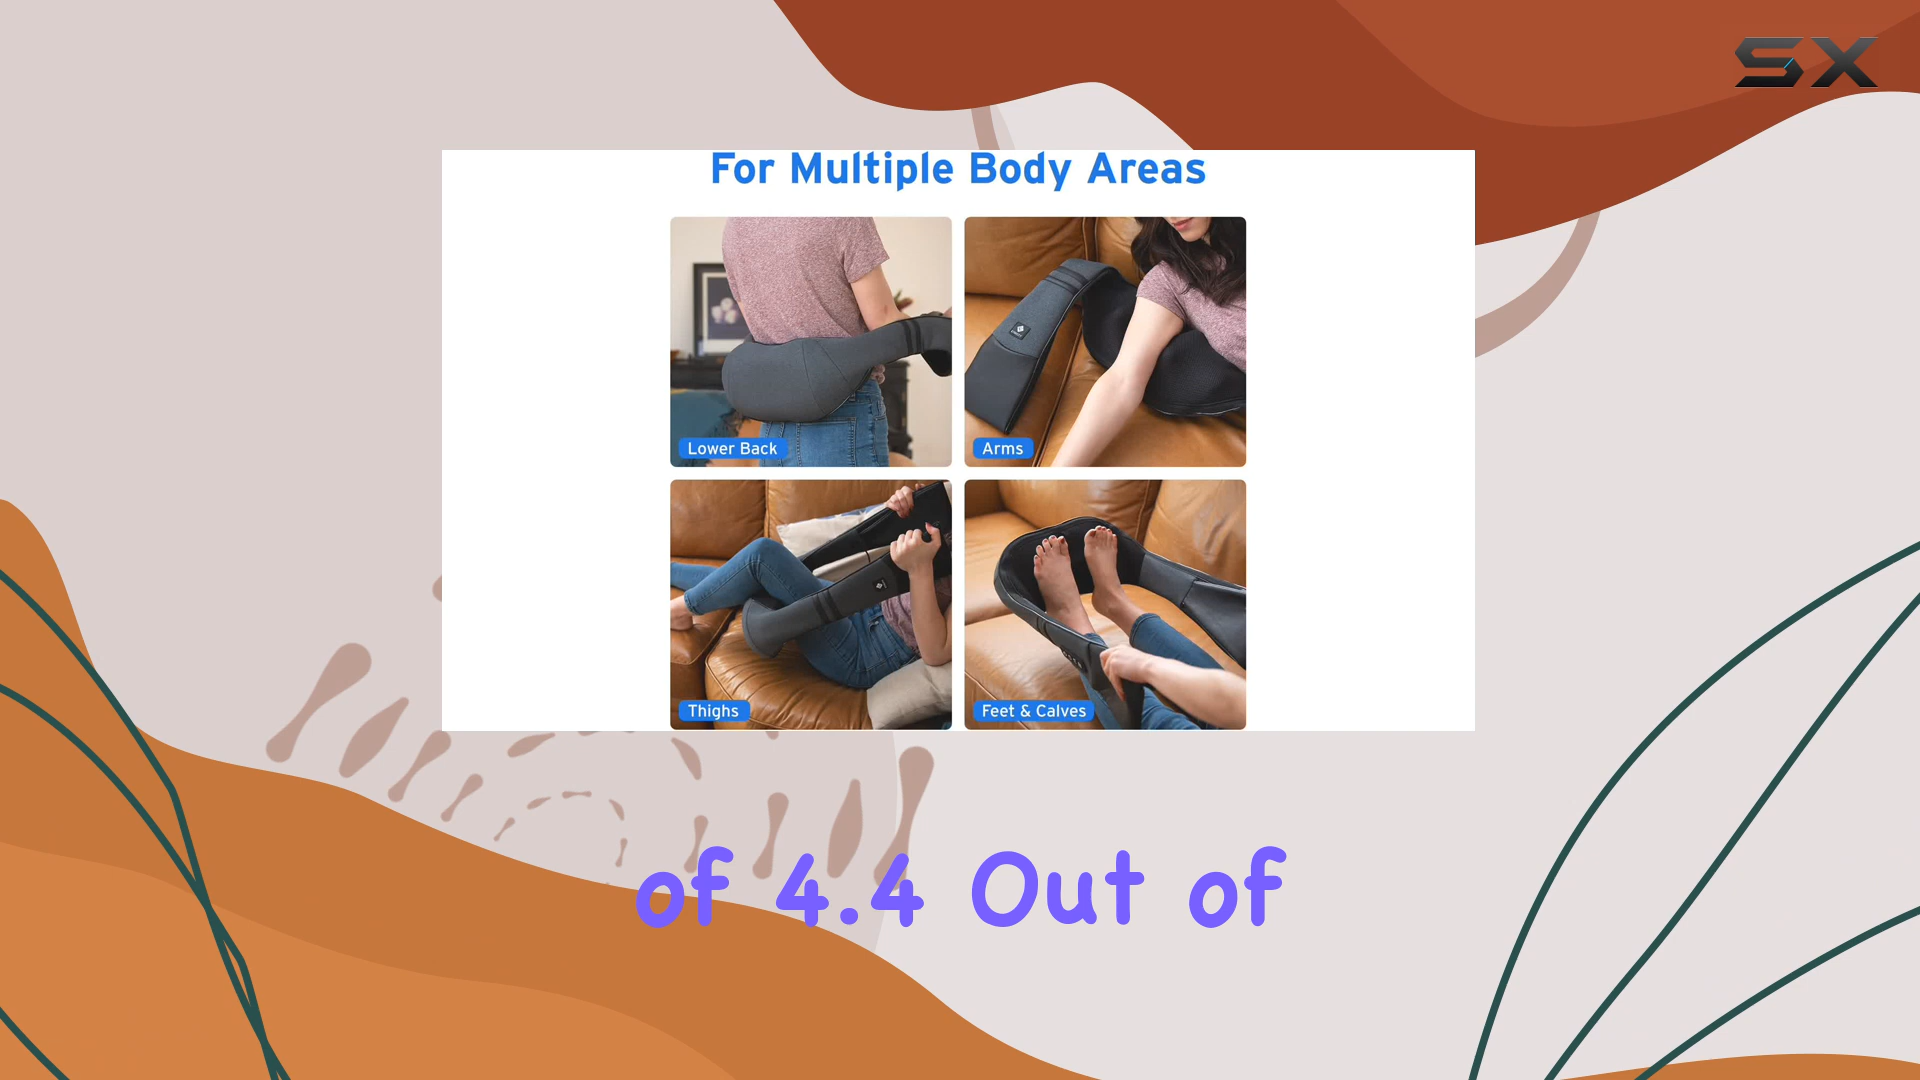 SX
For Multiple Body Areas
Lower Back
Arms
Thighs
Feet & Calves
of 4.4 Out of